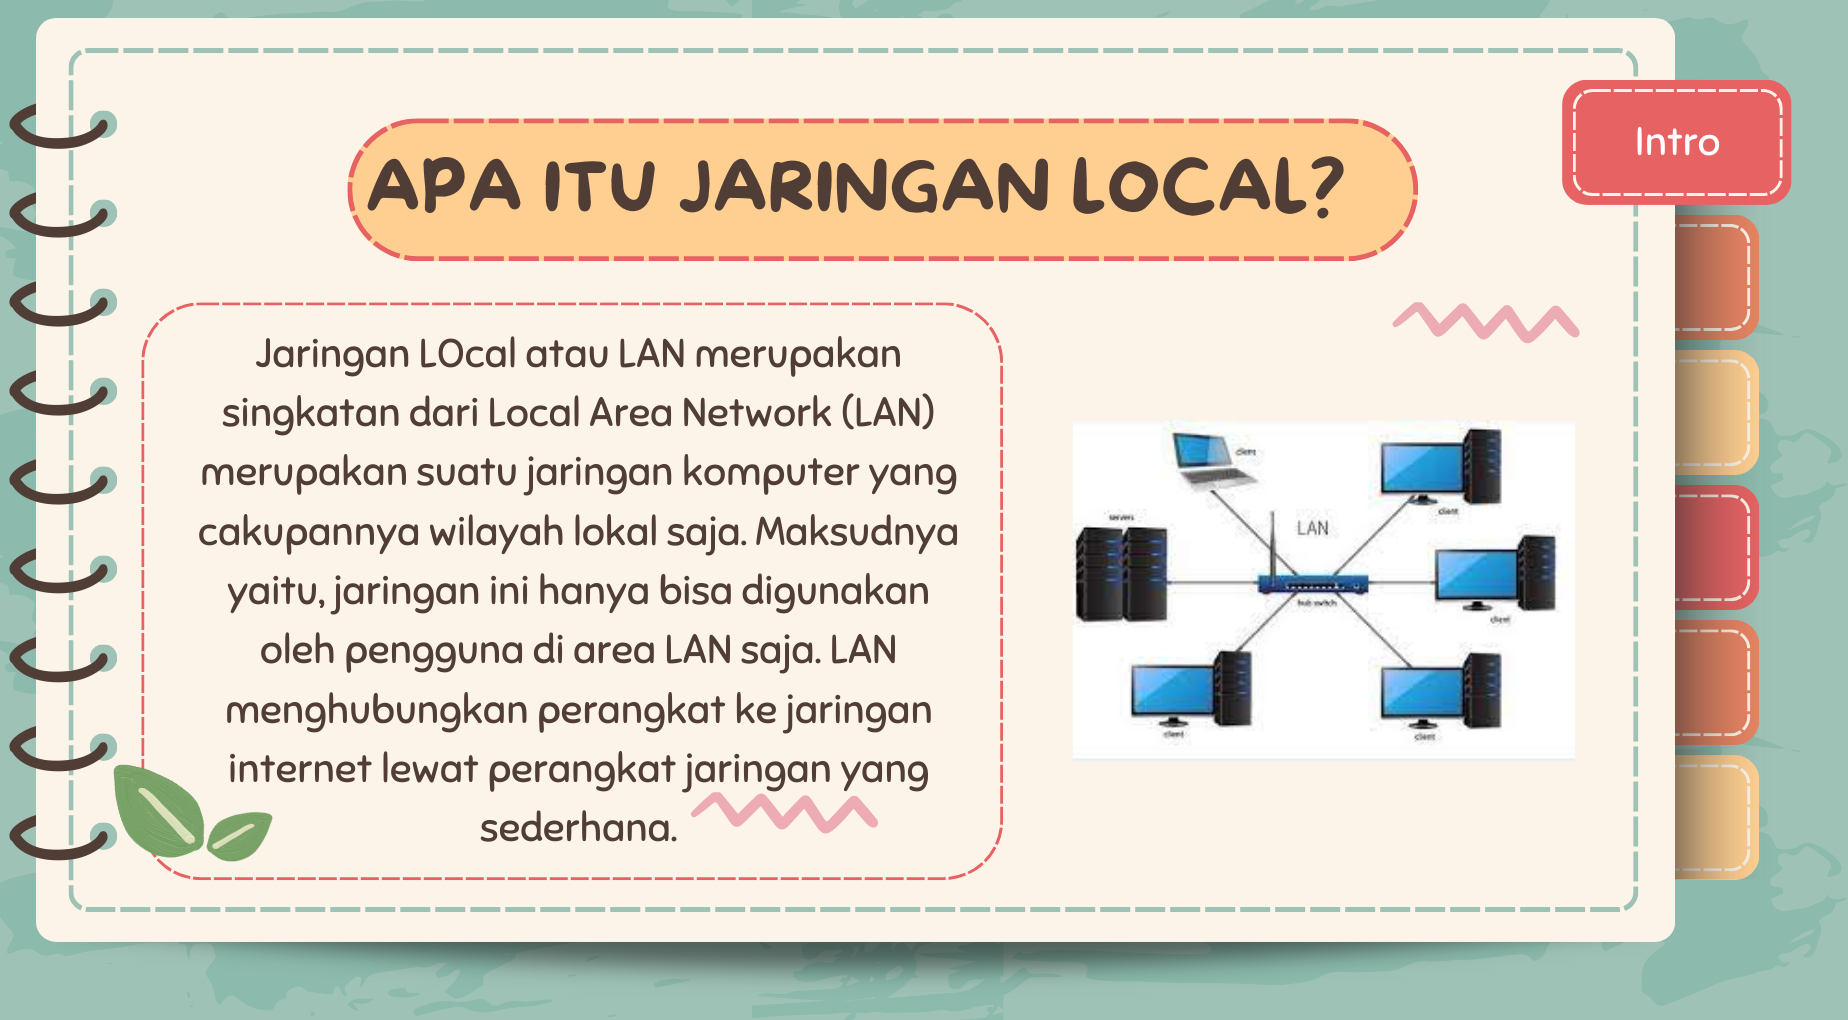 APA ITU JARINGAN LOCAL?
Intro
Jaringan LOcal atau LAN merupakan
singkatan dari Local Area Network (LAN)
merupakan suatu jaringan komputer yang
cakupannya wilayah lokal saja. Maksudnya
yaitu, jaringan ini hanya bisa digunakan
oleh pengguna di area LAN saja. LAN
menghubungkan perangkat ke jaringan
internet lewat perangkat jaringan yang
sederhana.
client
client
servers
LAN
client
hub switch
client
client